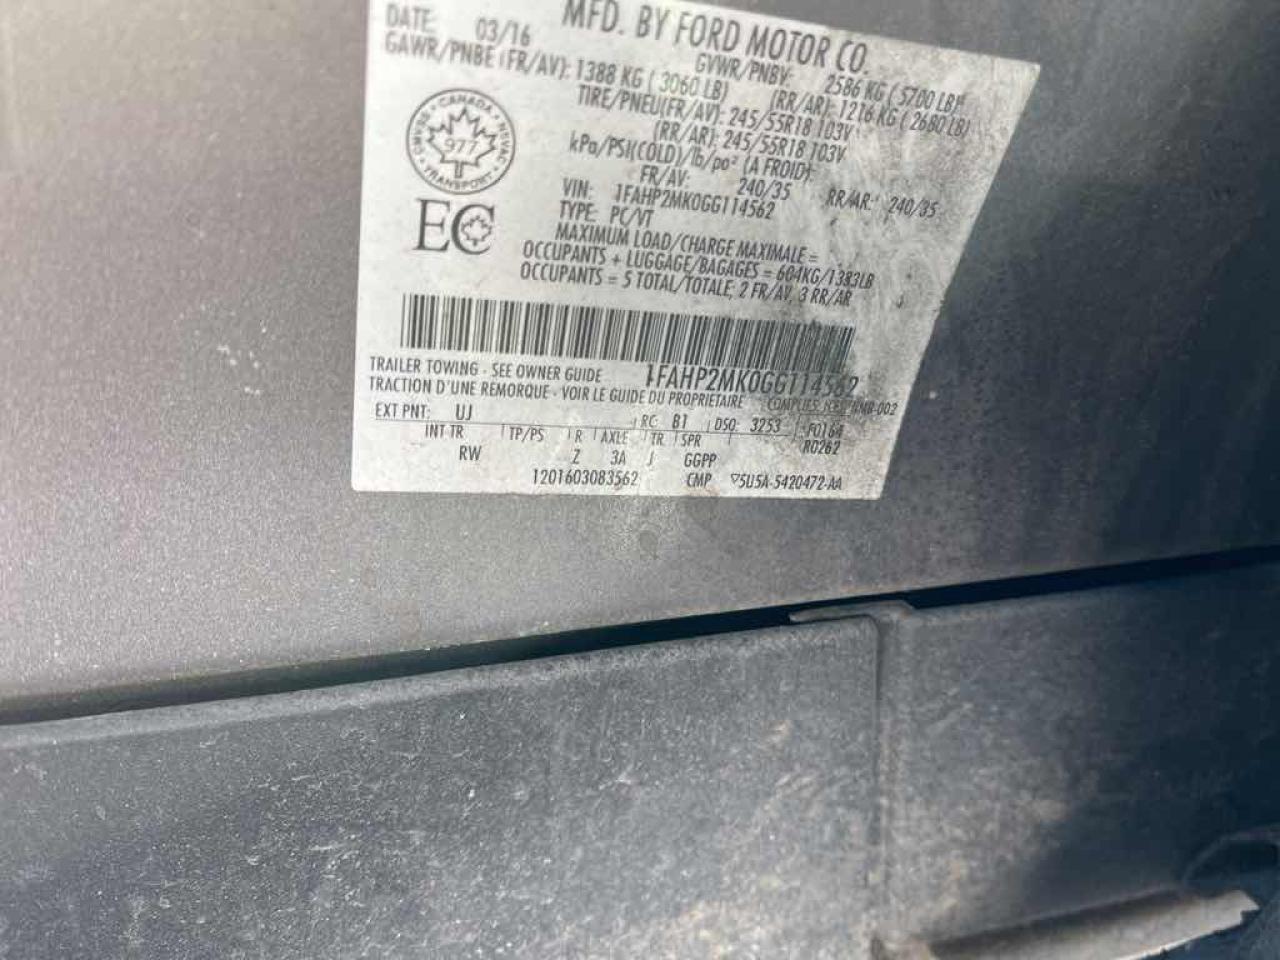 MFD. BY FORD MOTOR CO.
DATE: 03/16 GVWR/PNBV: 2586 KG ( 5700 LB)
GAWR/PNBE (FR/AV): 1388 KG ( 3060 LB) (RR/AR): 1216 KG ( 2680 LB)
TIRE/PNEU(FR/AV): 245/55R18 103V
(RR/AR): 245/55R18 103V
kPa/PSI(COLD)/lb/po² (A FROID):
FR/AV: 240/35 RR/AR: 240/35
VIN: 1FAHP2MK0GG114562
TYPE: PC/VT
MAXIMUM LOAD/CHARGE MAXIMALE =
OCCUPANTS + LUGGAGE/BAGAGES = 604KG/1383LB
OCCUPANTS = 5 TOTAL/TOTALE, 2 FR/AV, 3 RR/AR
CANADA
977
TRANSPORT
EC
1FAHP2MK0GG114562
TRAILER TOWING - SEE OWNER GUIDE
TRACTION D'UNE REMORQUE - VOIR LE GUIDE DU PROPRIETAIRE
NMB-002
EXT PNT: UJ RC: B1 DSO: 3253 F0164
INT TR TP/PS R AXLE TR SPR R0262
RW Z 3A J GGPP
1201603083562 CMP 5U5A-5420472-AA